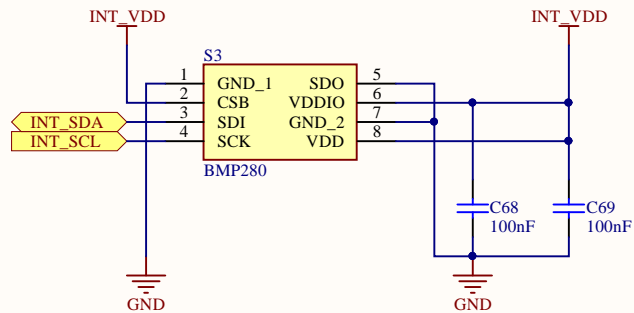 INT_VDD
INT_VDD
S3
1 GND_1 SDO 5
2 CSB VDDIO 6
INT_SDA 3 SDI GND_2 7
INT_SCL 4 SCK VDD 8
BMP280
C68
100nF
C69
100nF
GND
GND